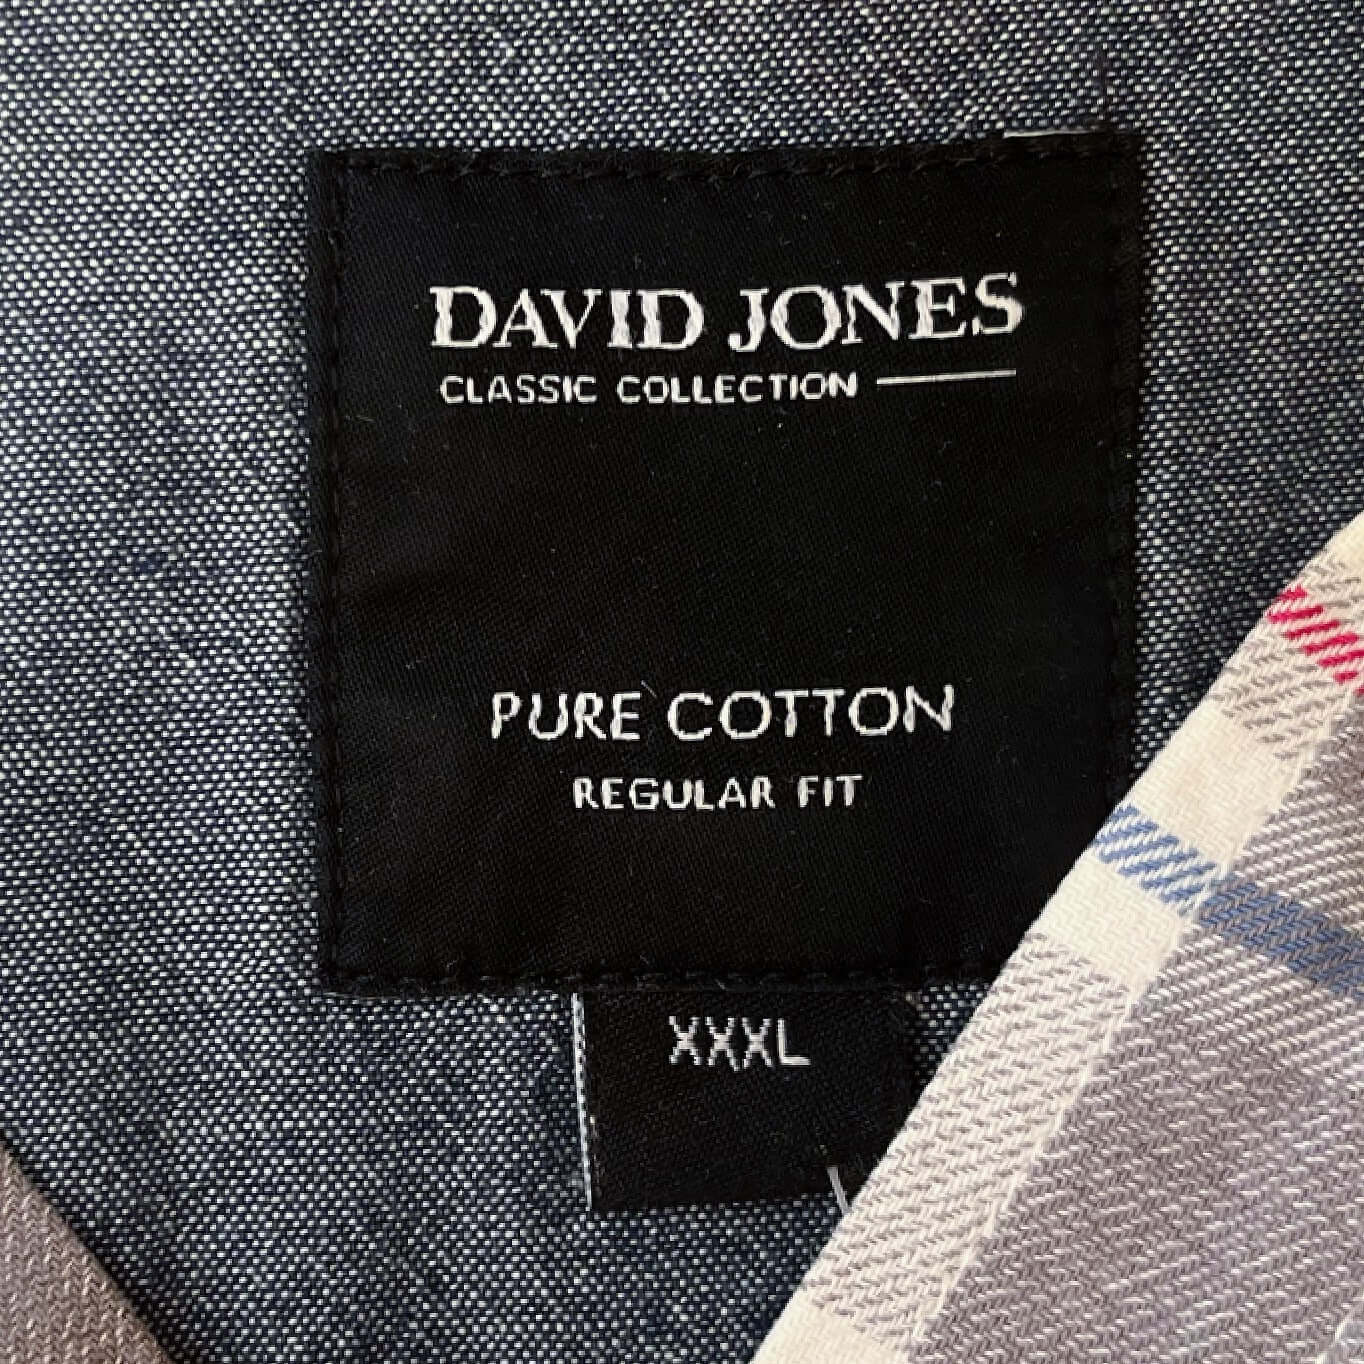 DAVID JONES
CLASSIC COLLECTION
PURE COTTON
REGULAR FIT
XXXL